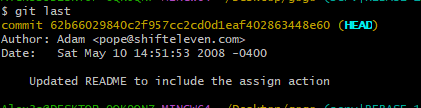 $ git last
commit 62b66029840c2f957cc2cd0d1eaf402863448e60 (HEAD)
Author: Adam <pope@shifteleven.com>
Date:   Sat May 10 14:51:53 2008 -0400
    Updated README to include the assign action